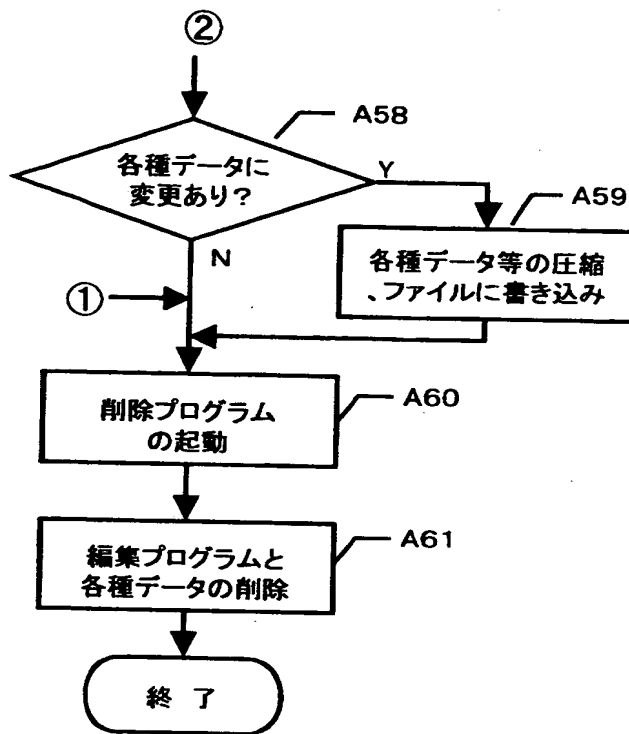 ②
A58
各種データに
変更あり?
Y
A59
各種データ等の圧縮
、ファイルに書き込み
N
①
A60
削除プログラム
の起動
A61
編集プログラムと
各種データの削除
終 了